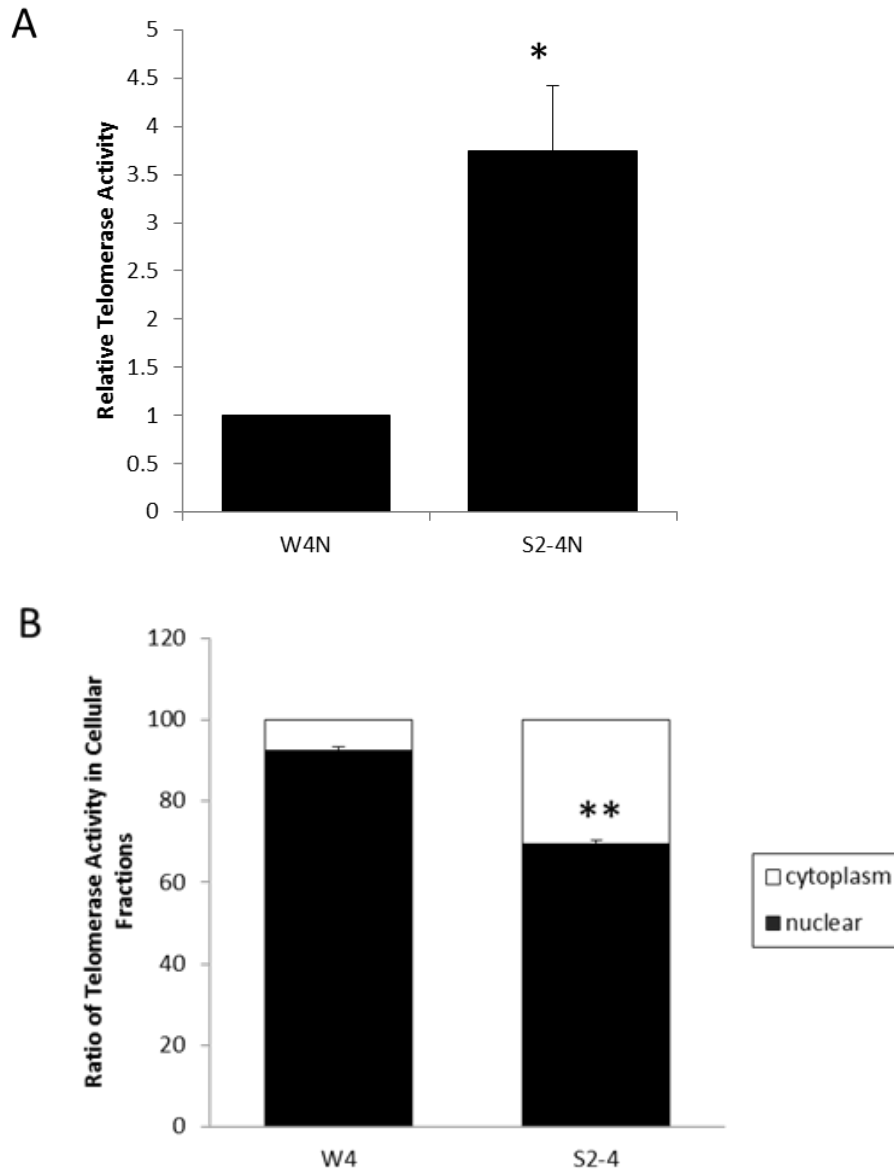 A
5
4.5
4
3.5
3
2.5
2
1.5
1
0.5
0
Relative Telomerase Activity
*
W4N
S2-4N
B
120
100
80
60
40
20
0
Ratio of Telomerase Activity in Cellular
Fractions
**
W4
S2-4
cytoplasm
nuclear